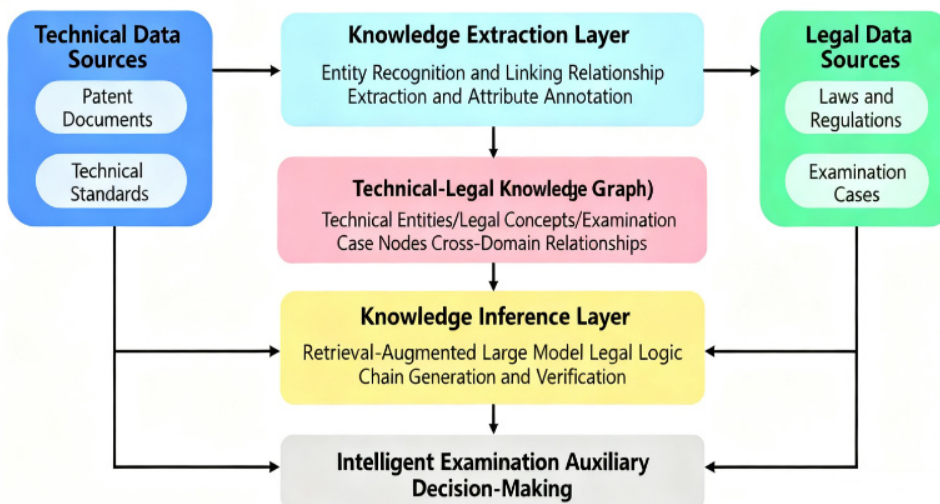 Technical Data
Sources
Patent
Documents
Technical
Standards
Knowledge Extraction Layer
Entity Recognition and Linking Relationship
Extraction and Attribute Annotation
Technical-Legal Knowledge Graph)
Technical Entities/Legal Concepts/Examination
Case Nodes Cross-Domain Relationships
Knowledge Inference Layer
Retrieval-Augmented Large Model Legal Logic
Chain Generation and Verification
Intelligent Examination Auxiliary
Decision-Making
Legal Data
Sources
Laws and
Regulations
Examination
Cases